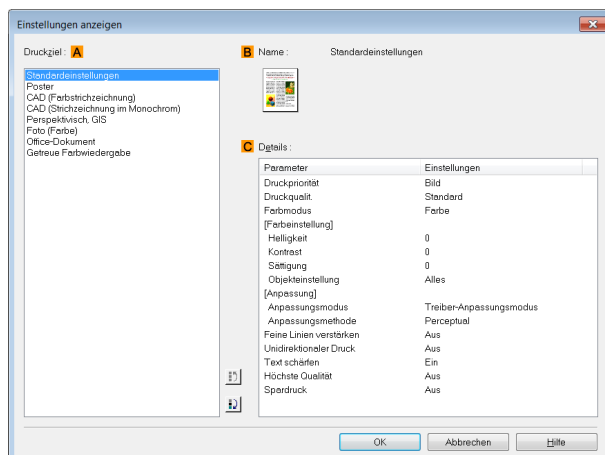 Einstellungen anzeigen
Druckziel : A
Standardeinstellungen
Poster
CAD (Farbstrichzeichnung)
CAD (Strichzeichnung im Monochrom)
Perspektivisch, GIS
Foto (Farbe)
Office-Dokument
Getreue Farbwiedergabe
B Name : Standardeinstellungen
C Details :
Parameter Einstellungen
Druckpriorität Bild
Druckqualit. Standard
Farbmodus Farbe
[Farbeinstellung]
Helligkeit 0
Kontrast 0
Sättigung 0
Objekteinstellung Alles
[Anpassung]
Anpassungsmodus Treiber-Anpassungsmodus
Anpassungsmethode Perceptual
Feine Linien verstärken Aus
Unidirektionaler Druck Aus
Text schärfen Ein
Höchste Qualität Aus
Spardruck Aus
OK Abbrechen Hilfe